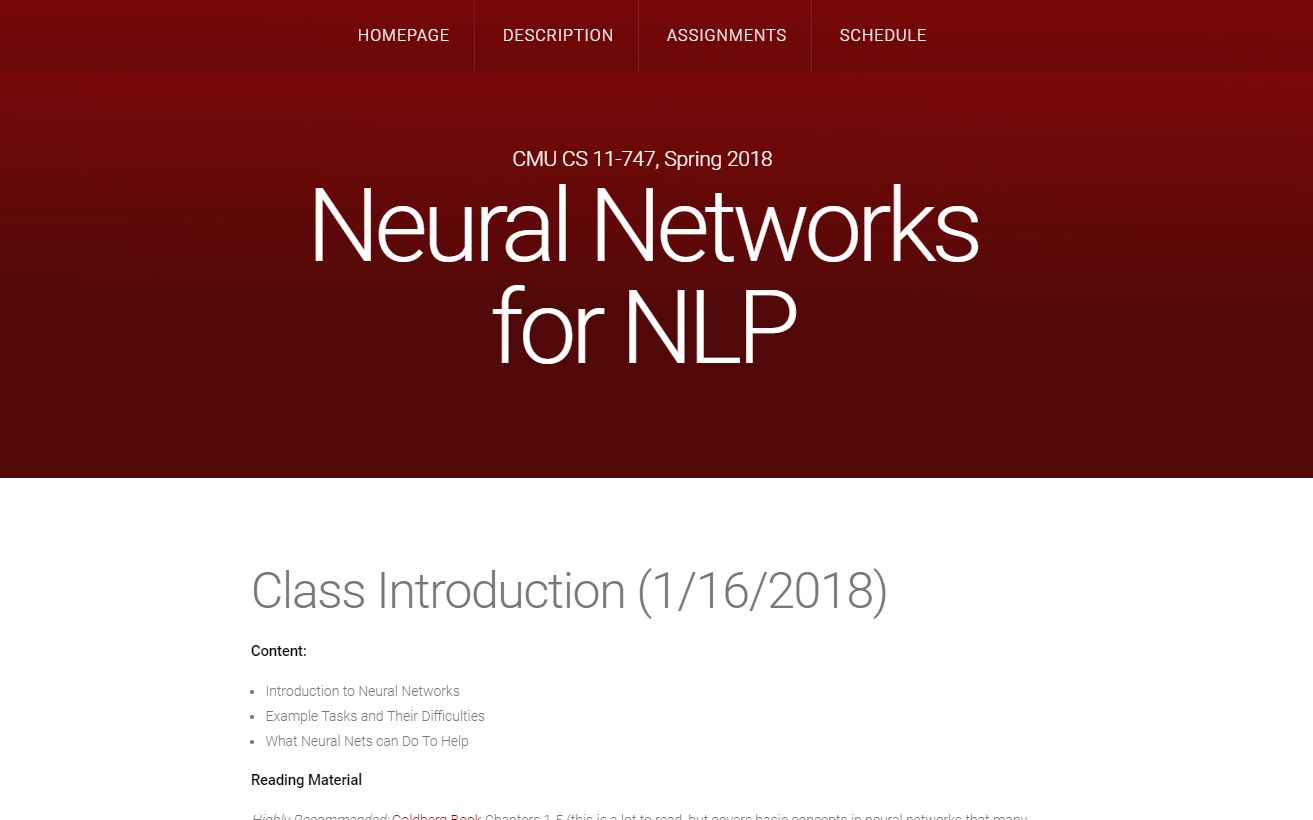 HOMEPAGE
DESCRIPTION
ASSIGNMENTS
SCHEDULE
CMU CS 11-747, Spring 2018
Neural Networks
for NLP
Class Introduction (1/16/2018)
Content:
Introduction to Neural Networks
Example Tasks and Their Difficulties
What Neural Nets can Do To Help
Reading Material
Highly Recommended: Goldberg Book Chapters 1-5 (this is a lot to read, but covers basic concepts in neural networks that many